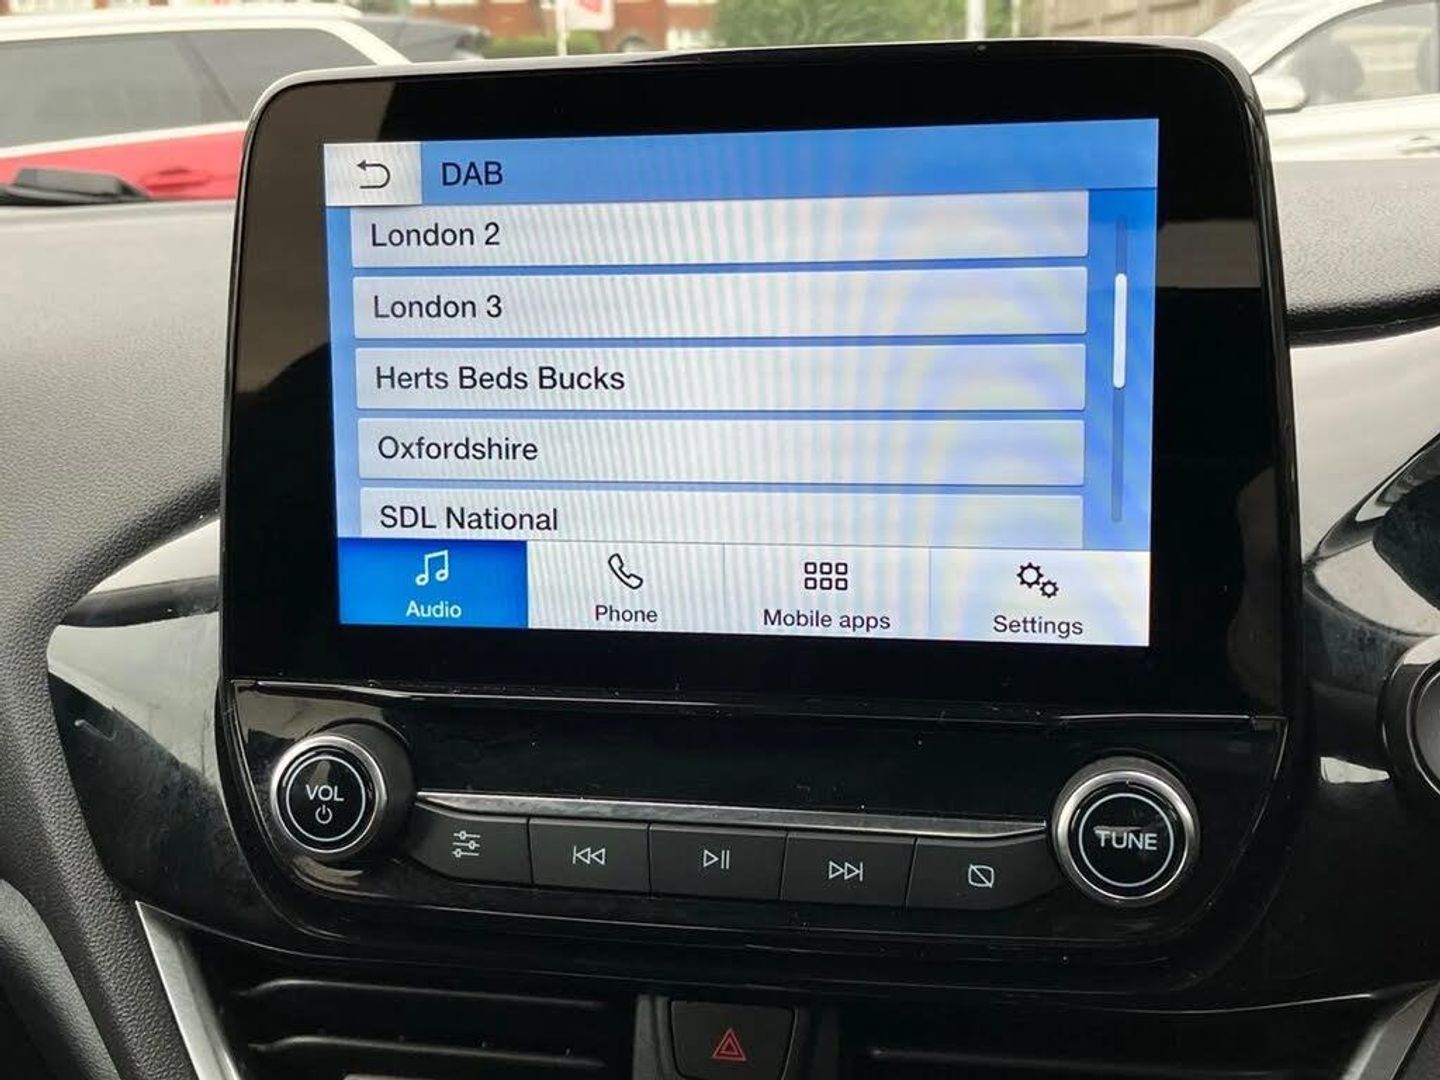 DAB
London 2
London 3
Herts Beds Bucks
Oxfordshire
SDL National
Audio
Phone
Mobile apps
Settings
VOL
TUNE